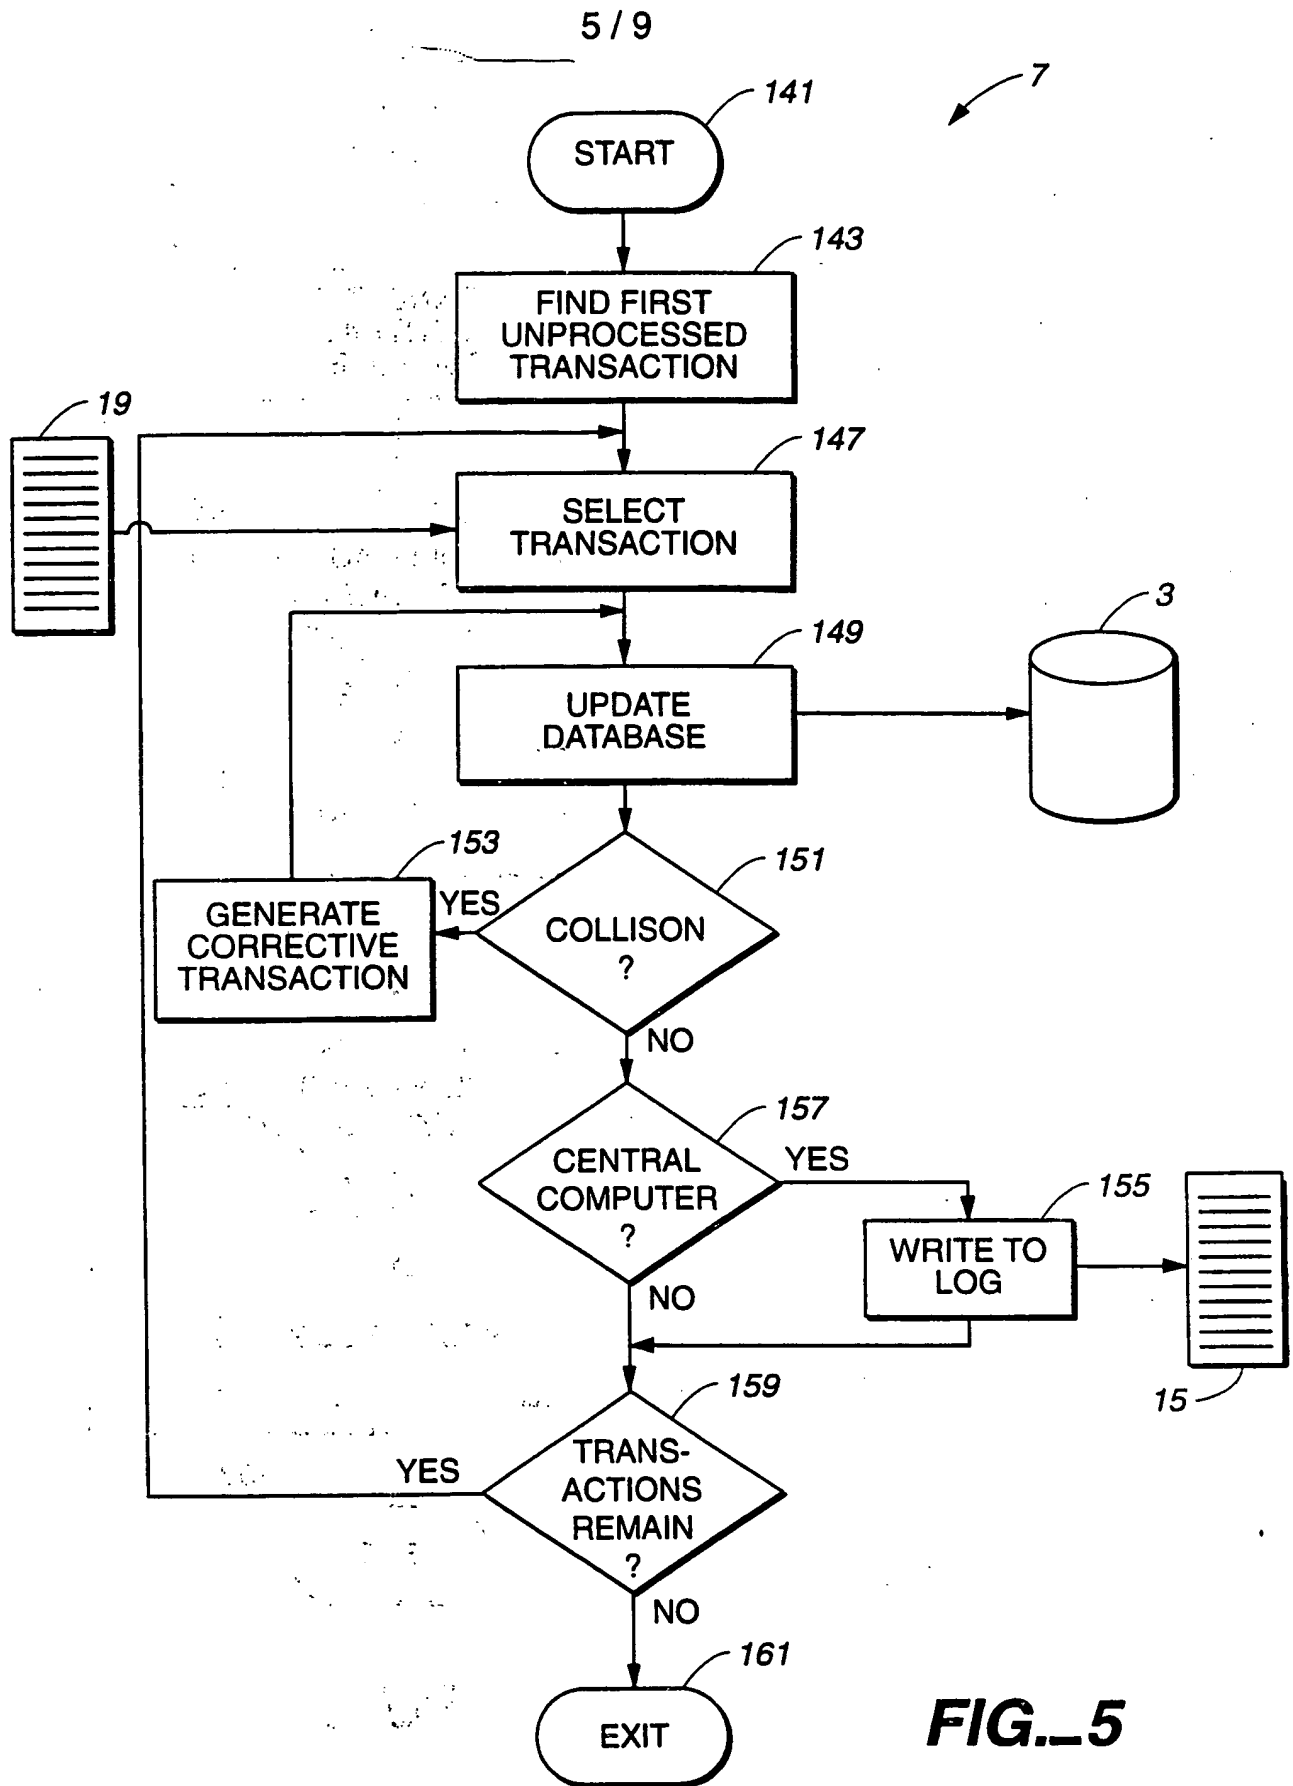 5 / 9
7
141
START
143
FIND FIRST
UNPROCESSED
TRANSACTION
19
147
SELECT
TRANSACTION
3
149
UPDATE
DATABASE
153
151
YES
GENERATE
CORRECTIVE
TRANSACTION
COLLISON
?
NO
157
CENTRAL
COMPUTER
?
YES
155
WRITE TO
LOG
NO
15
159
YES
TRANS-
ACTIONS
REMAIN
?
NO
161
EXIT
FIG._5